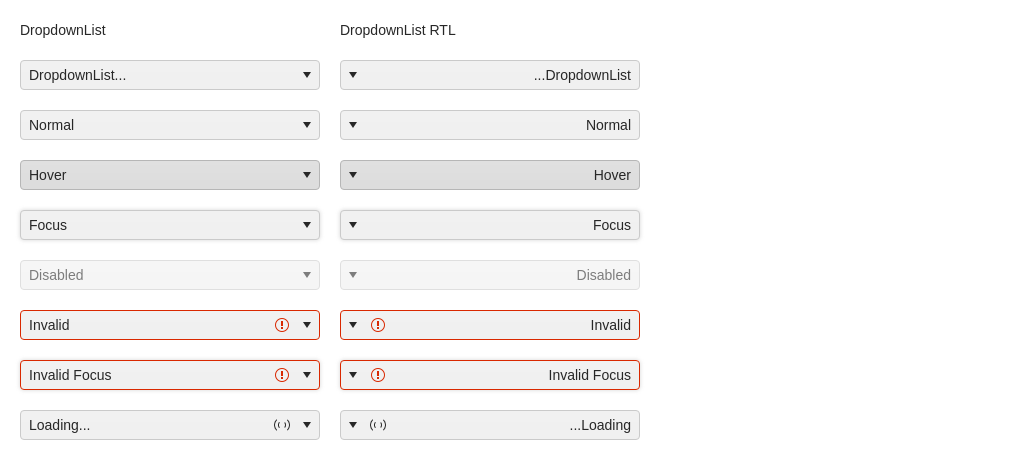 DropdownList
DropdownList RTL
DropdownList...
...DropdownList
Normal
Normal
Hover
Hover
Focus
Focus
Disabled
Disabled
Invalid
Invalid
Invalid Focus
Invalid Focus
Loading...
...Loading